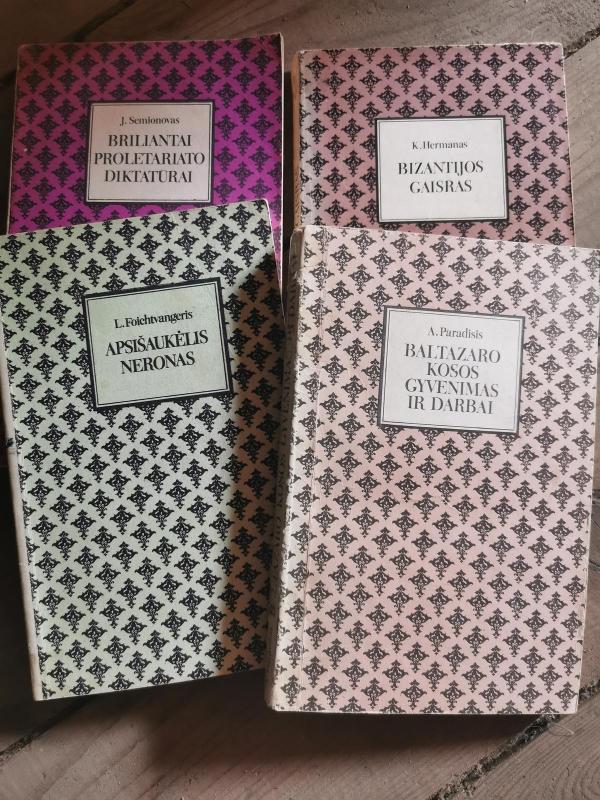 J. Semionovas
BRILIANTAI
PROLETARIATO
DIKTATŪRAI
K. Hermanas
BIZANTIJOS
GAISRAS
L. Foichtvangeris
APSIŠAUKĖLIS
NERONAS
A. Paradisis
BALTAZARO
KOSOS
GYVENIMAS
IR DARBAI